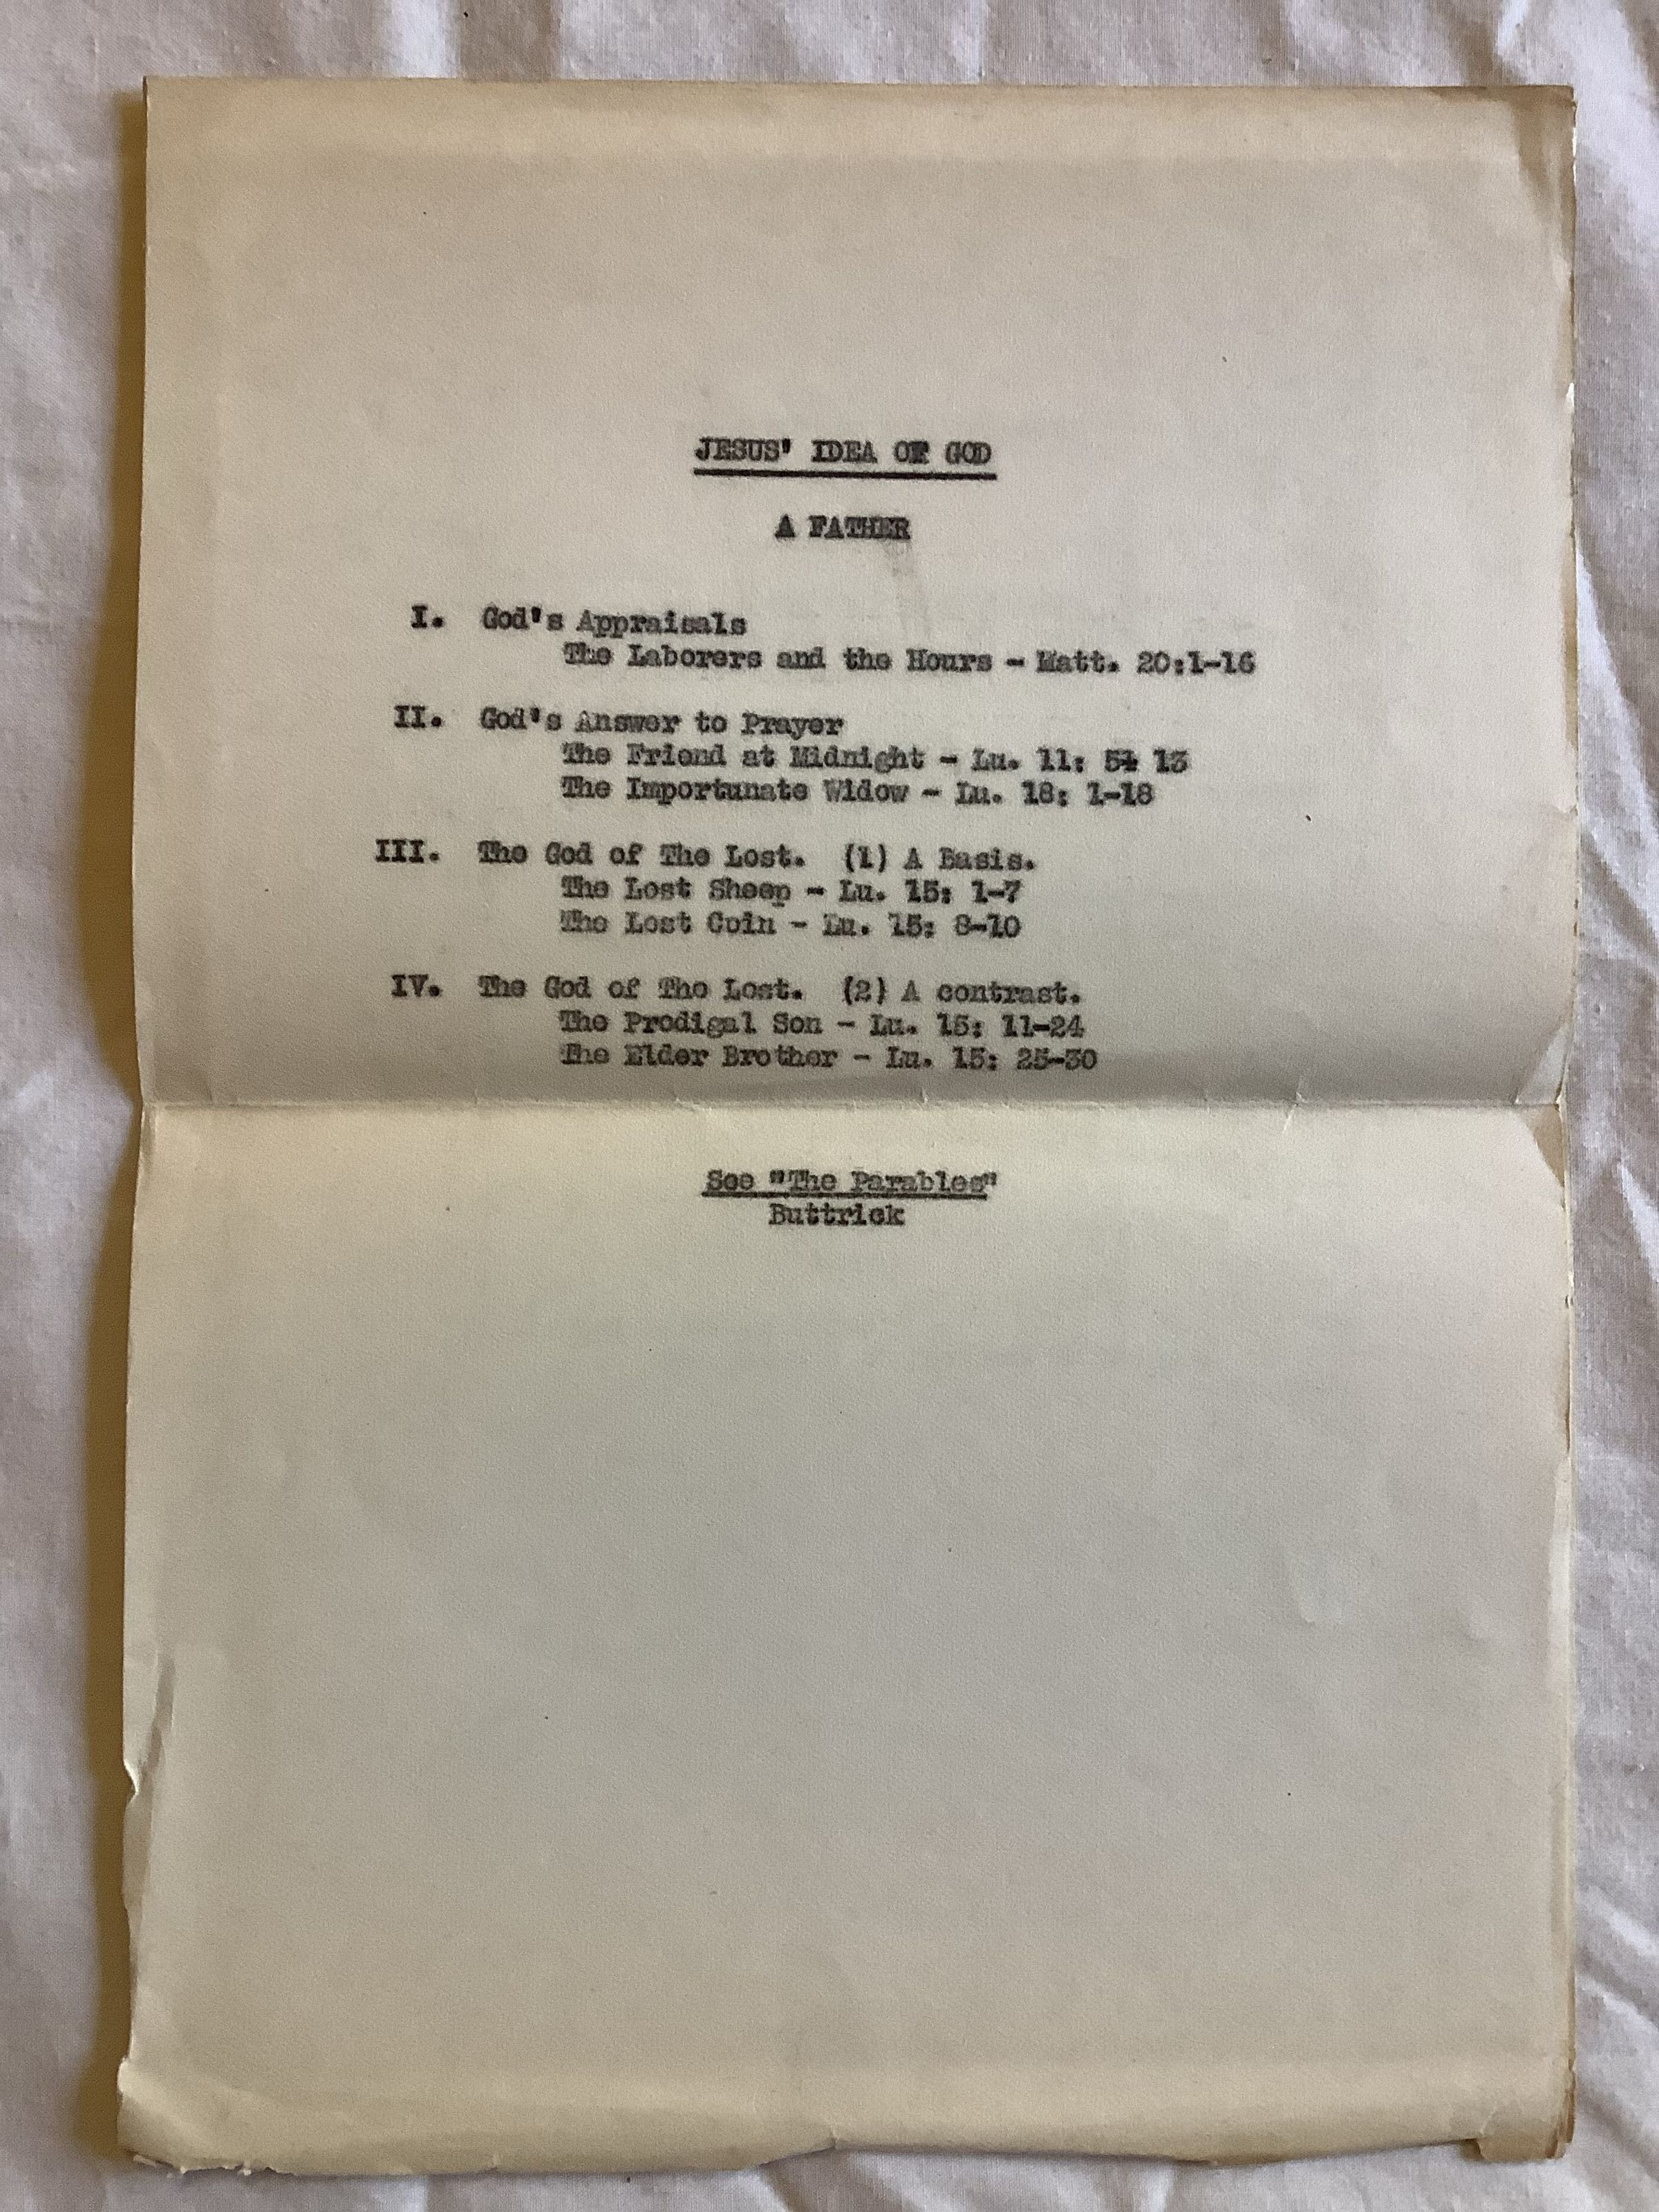 JESUS' IDEA OF GOD
A FATHER
I. God's Appraisals
The Laborers and the Hours - Matt. 20:1-16
II. God's Answer to Prayer
The Friend at Midnight - Lu. 11: 5- 13
The Importunate Widow - Lu. 18: 1-18
III. The God of The Lost. (1) A Basis.
The Lost Sheep - Lu. 15: 1-7
The Lost Coin - Lu. 15: 8-10
IV. The God of The Lost. (2) A contrast.
The Prodigal Son - Lu. 15: 11-24
The Elder Brother - Lu. 15: 25-30
See "The Parables"
Buttrick